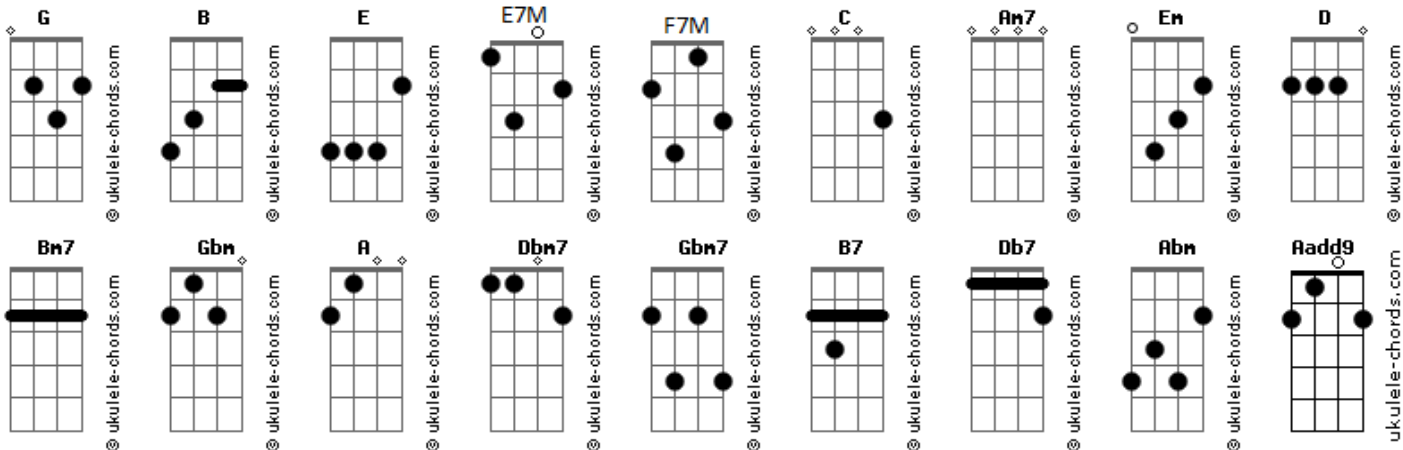 G B E E7M F7M C Am7 Em D
© ukulele-chords.com © ukulele-chords.com © ukulele-chords.com © ukulele-chords.com © ukulele-chords.com © ukulele-chords.com © ukulele-chords.com © ukulele-chords.com © ukulele-chords.com
Bm7 Gbm A Dbm7 Gbm7 B7 Db7 Abm Aadd9
© ukulele-chords.com © ukulele-chords.com © ukulele-chords.com © ukulele-chords.com © ukulele-chords.com © ukulele-chords.com © ukulele-chords.com © ukulele-chords.com ukulele-chords.com